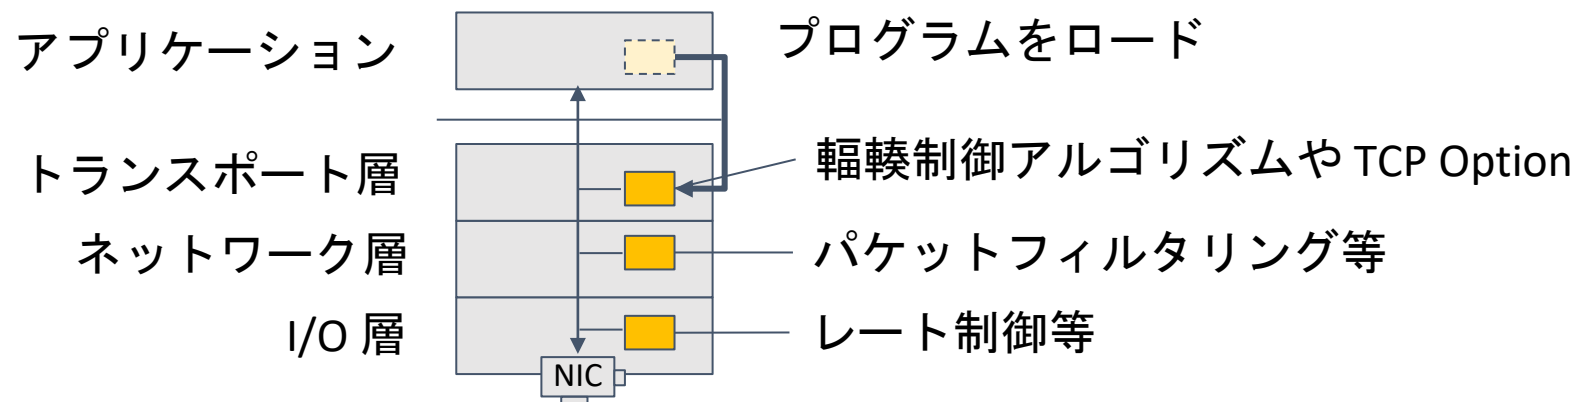 アプリケーション
プログラムをロード
トランスポート層
輻輳制御アルゴリズムや TCP Option
ネットワーク層
パケットフィルタリング等
I/O 層
レート制御等
NIC